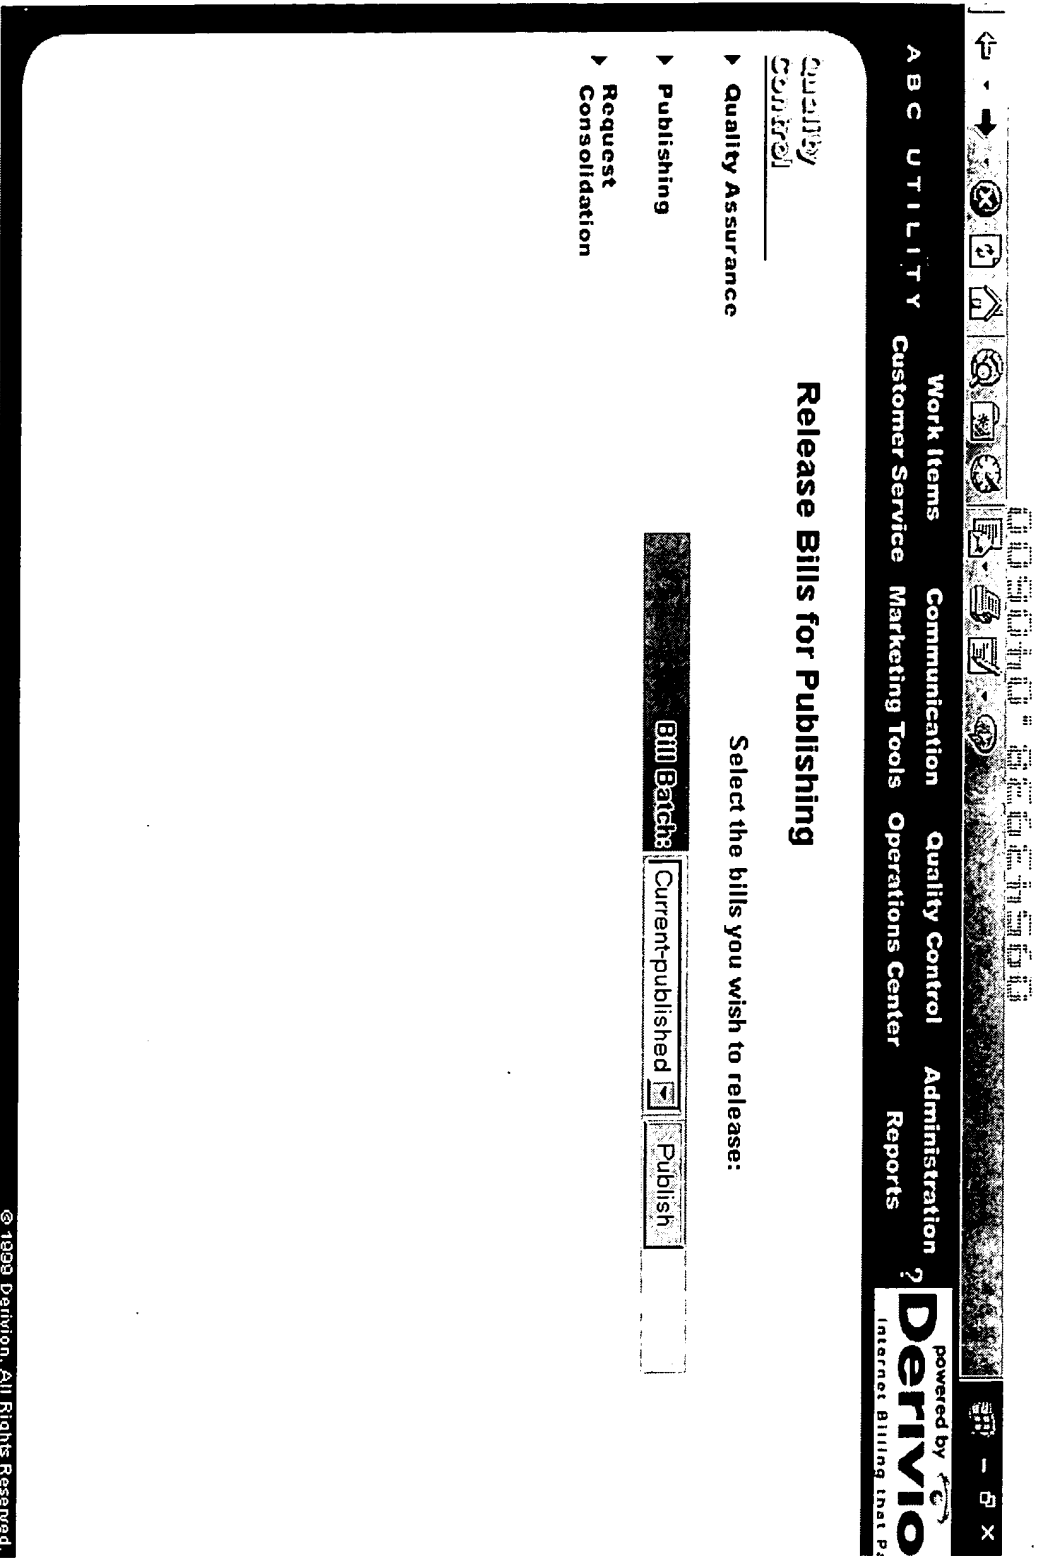 ABC UTILITY
Work Items Communication Quality Control Administration
Customer Service Marketing Tools Operations Center Reports
?
powered by
Derivio
Internet Billing that Pa
Quality
Control
Quality Assurance
Publishing
Request
Consolidation
Release Bills for Publishing
Select the bills you wish to release:
Bill Batch: Current-published Publish
© 1999 Derivion. All Rights Reserved.